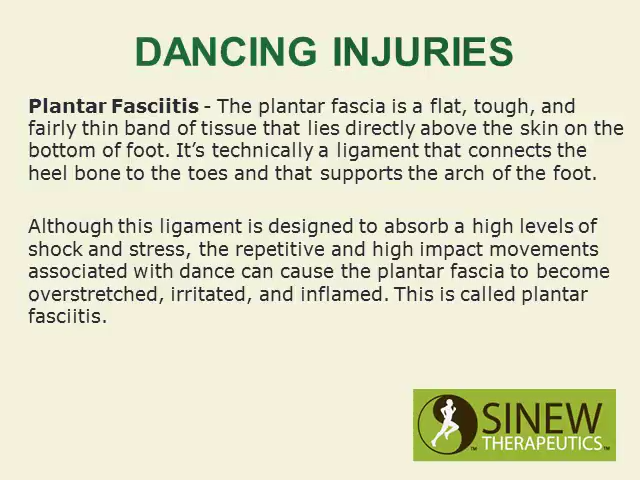 DANCING INJURIES
Plantar Fasciitis - The plantar fascia is a flat, tough, and
fairly thin band of tissue that lies directly above the skin on the
bottom of foot. It’s technically a ligament that connects the
heel bone to the toes and that supports the arch of the foot.
Although this ligament is designed to absorb a high levels of
shock and stress, the repetitive and high impact movements
associated with dance can cause the plantar fascia to become
overstretched, irritated, and inflamed. This is called plantar
fasciitis.
SINEW
™ THERAPEUTICS™